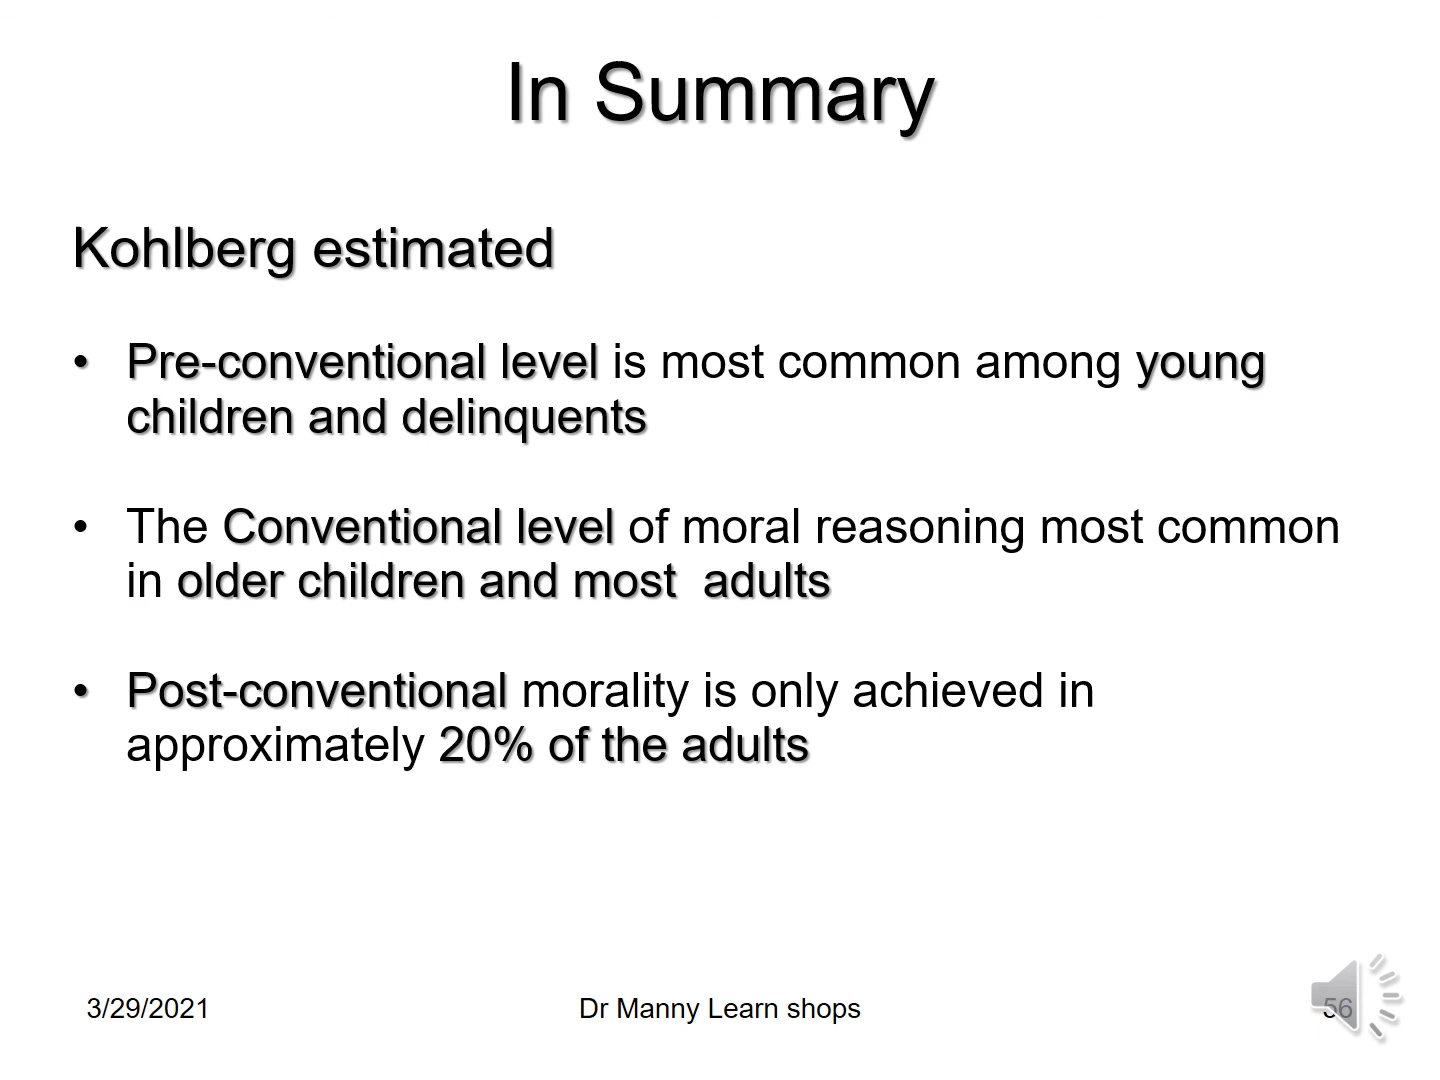 In Summary
Kohlberg estimated
• Pre-conventional level is most common among young
children and delinquents
• The Conventional level of moral reasoning most common
in older children and most  adults
• Post-conventional morality is only achieved in
approximately 20% of the adults
3/29/2021
Dr Manny Learn shops
56